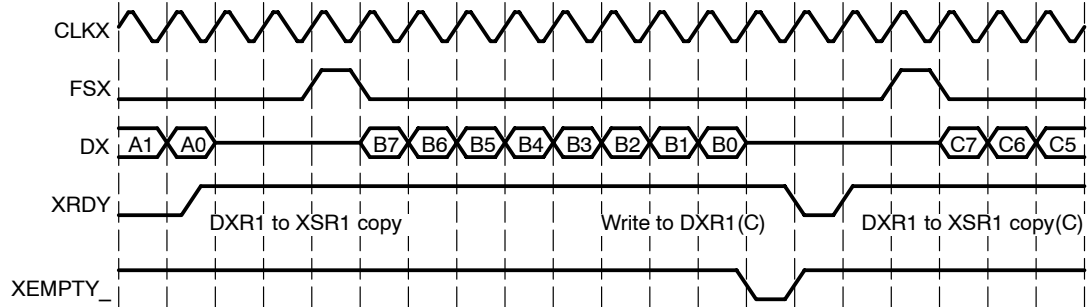 CLKX
FSX
DX A1 A0 B7 B6 B5 B4 B3 B2 B1 B0 C7 C6 C5
XRDY
DXR1 to XSR1 copy Write to DXR1(C) DXR1 to XSR1 copy(C)
XEMPTY_